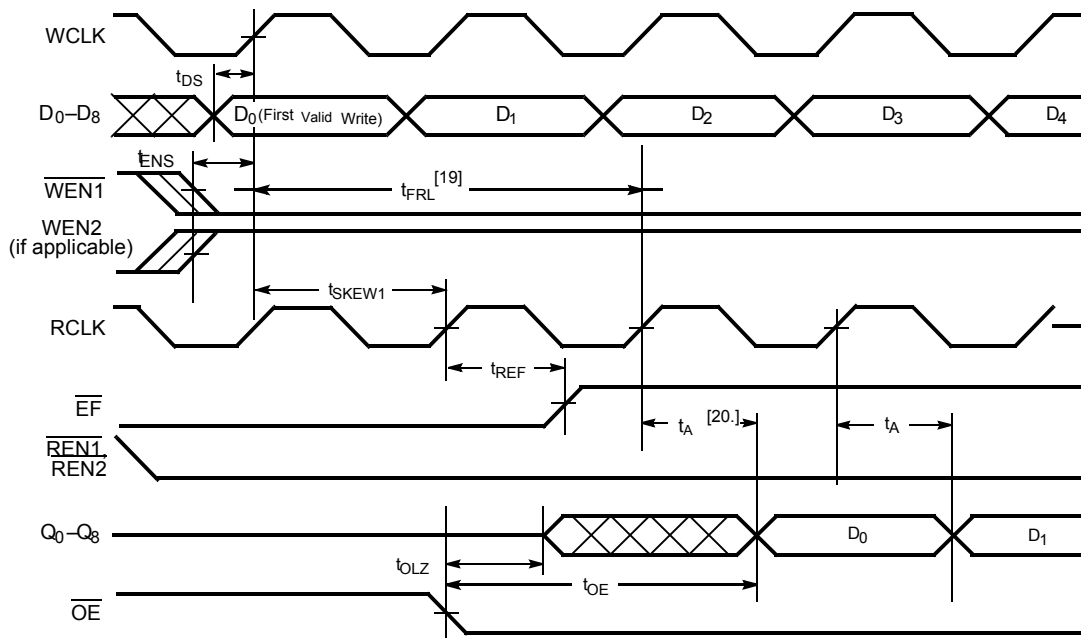 WCLK
tDS
D0–D8
D0(First Valid Write)
D1
D2
D3
D4
tENS
WEN1
tFRL[19]
WEN2
(if applicable)
tSKEW1
RCLK
tREF
EF
tA[20.]
tA
REN1,
REN2
Q0–Q8
D0
D1
tOLZ
tOE
OE